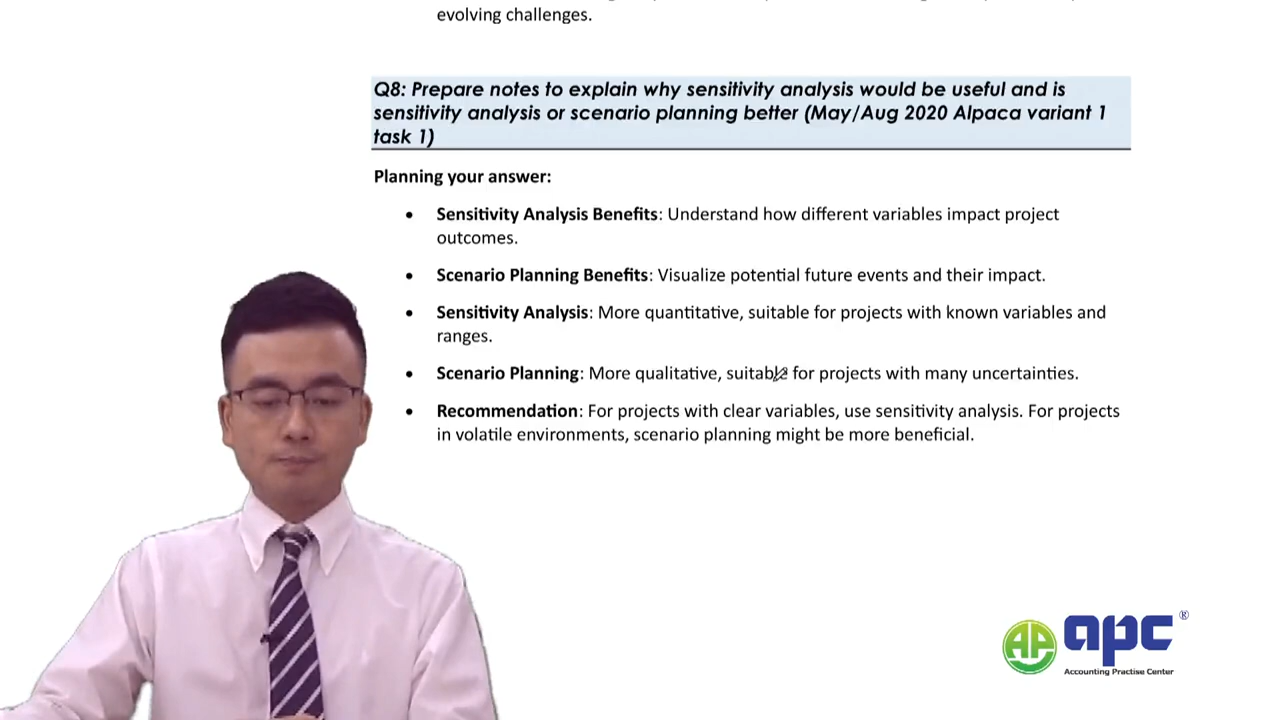 evolving challenges.
Q8: Prepare notes to explain why sensitivity analysis would be useful and is
sensitivity analysis or scenario planning better (May/Aug 2020 Alpaca variant 1
task 1)
Planning your answer:
• Sensitivity Analysis Benefits: Understand how different variables impact project
outcomes.
• Scenario Planning Benefits: Visualize potential future events and their impact.
• Sensitivity Analysis: More quantitative, suitable for projects with known variables and
ranges.
• Scenario Planning: More qualitative, suitable for projects with many uncertainties.
• Recommendation: For projects with clear variables, use sensitivity analysis. For projects
in volatile environments, scenario planning might be more beneficial.
AP apc ®
Accounting Practise Center